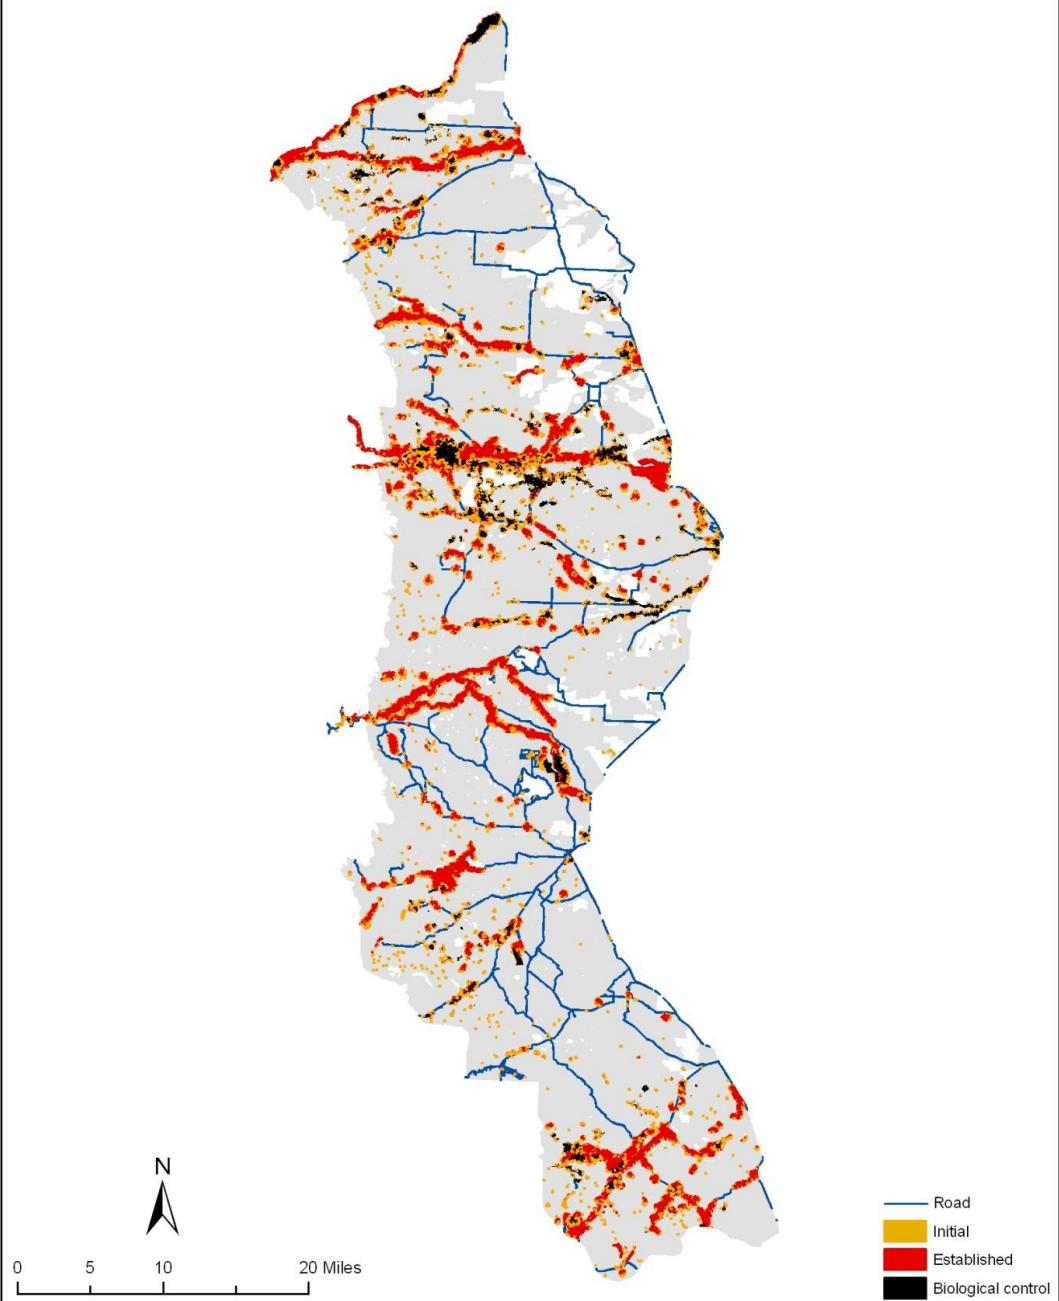 N
0 5 10 20 Miles
Road
Initial
Established
Biological control